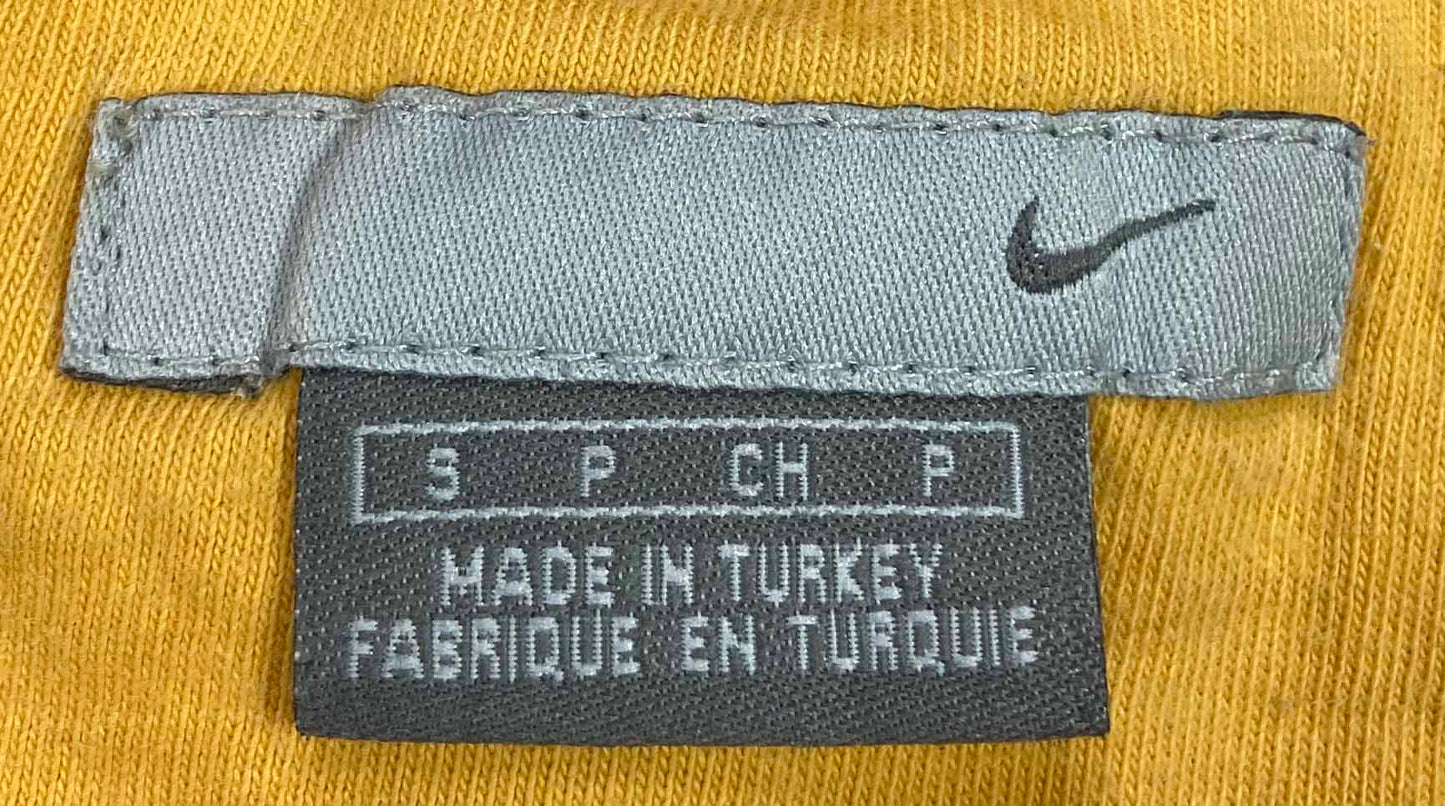 S P CH P
MADE IN TURKEY
FABRIQUE EN TURQUIE